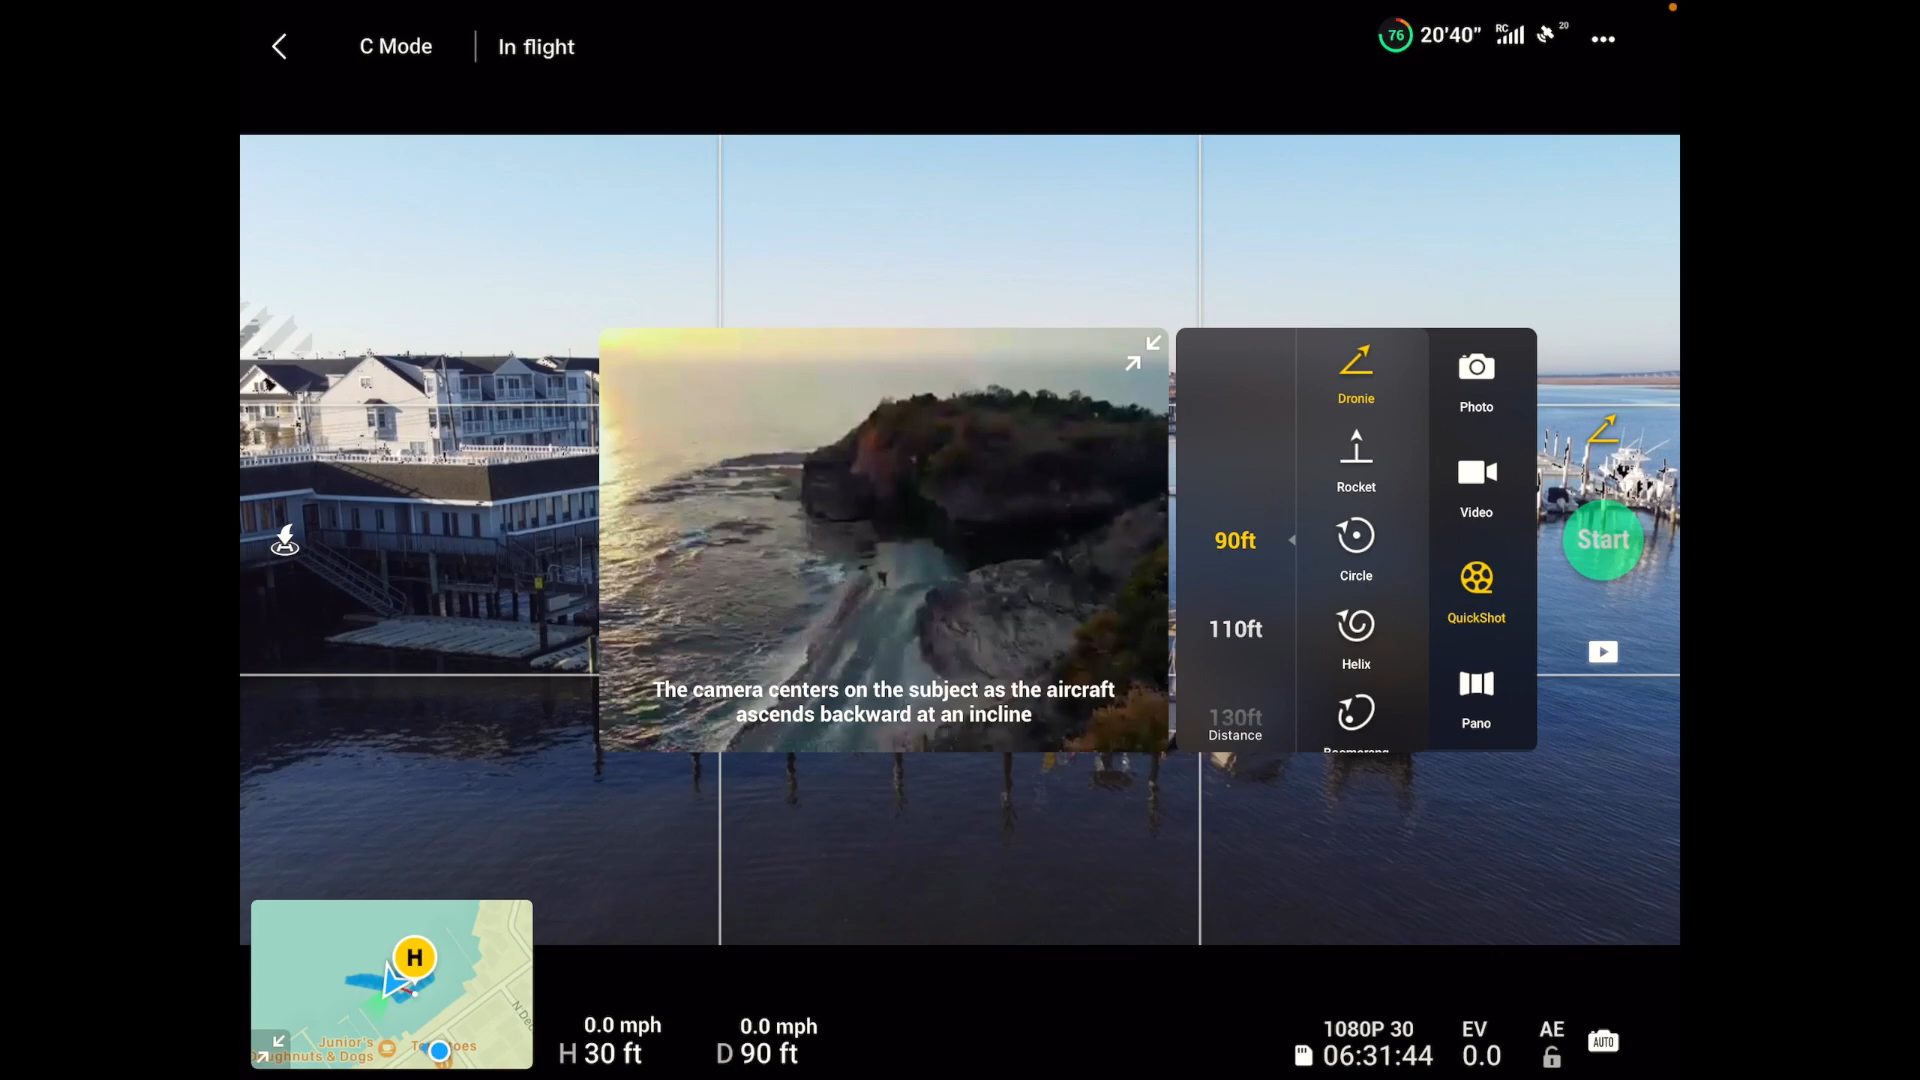 C Mode
In flight
76
20'40”
RC
20
Dronie
Photo
Rocket
Video
90ft
Start
Circle
110ft
QuickShot
Helix
The camera centers on the subject as the aircraft
ascends backward at an incline
130ft
Distance
Pano
Boomerang
H
N Dec
Junior's
Doughnuts & Dogs
0.0 mph
0.0 mph
H 30 ft
D 90 ft
1080P 30
EV
AE
06:31:44
0.0
AUTO